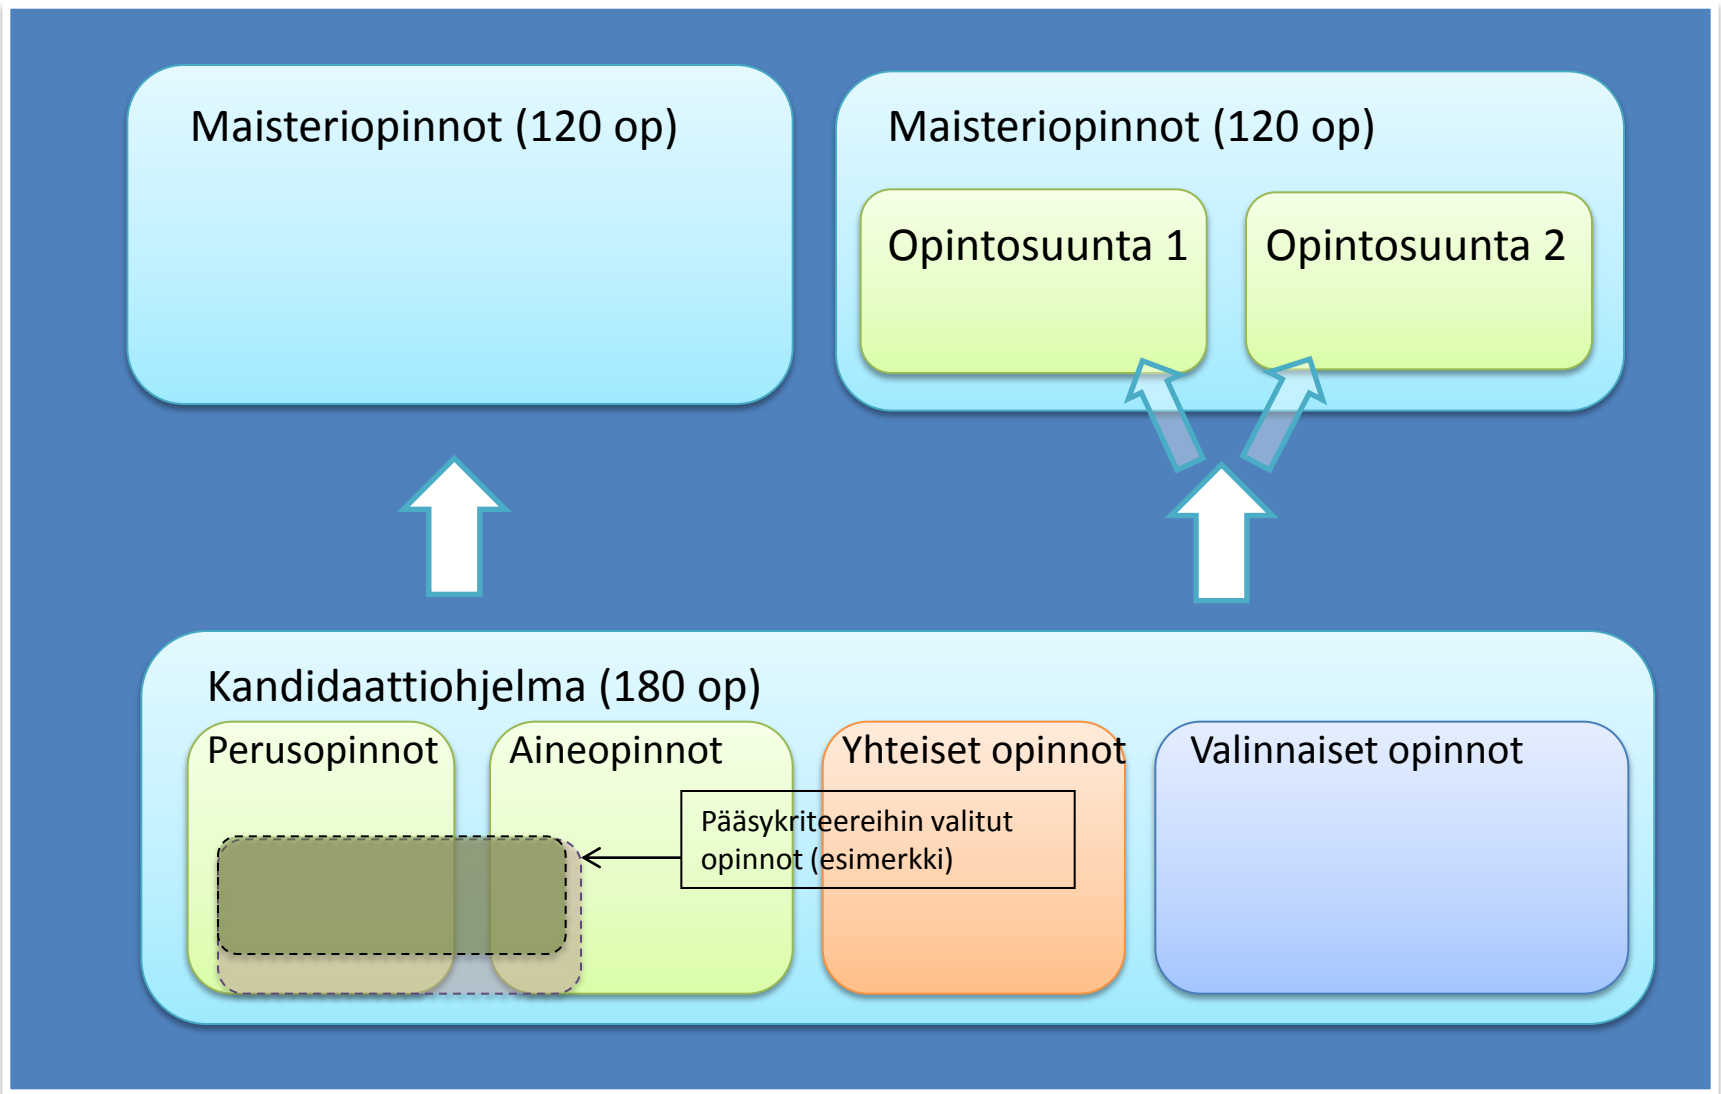 Maisteriopinnot (120 op)
Maisteriopinnot (120 op)
Opintosuunta 1
Opintosuunta 2
Kandidaattiohjelma (180 op)
Perusopinnot
Aineopinnot
Yhteiset opinnot
Valinnaiset opinnot
Pääsykriteereihin valitut
opinnot (esimerkki)